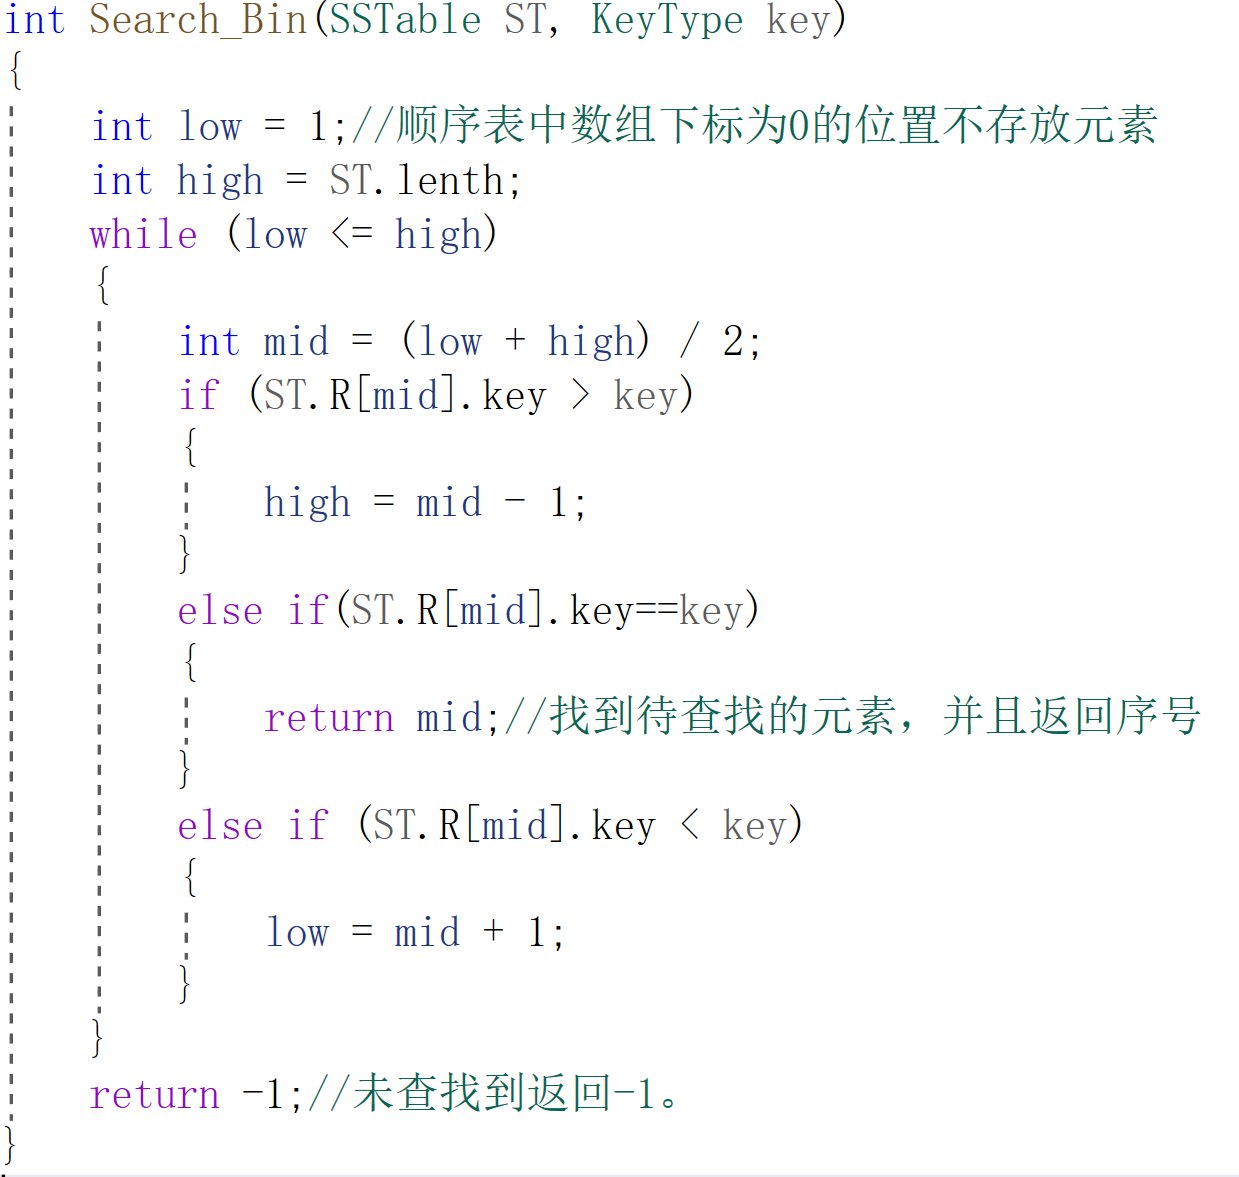 int Search_Bin(SSTable ST, KeyType key)
{
    int low = 1;//顺序表中数组下标为0的位置不存放元素
    int high = ST.lenth;
    while (low <= high)
    {
        int mid = (low + high) / 2;
        if (ST.R[mid].key > key)
        {
            high = mid - 1;
        }
        else if(ST.R[mid].key==key)
        {
            return mid;//找到待查找的元素，并且返回序号
        }
        else if (ST.R[mid].key < key)
        {
            low = mid + 1;
        }
    }
    return -1;//未查找到返回-1。
}